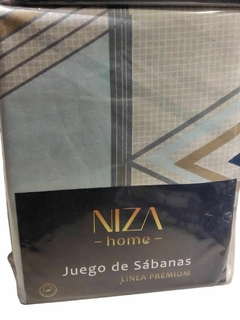 NIZA
- home -
Juego de Sábanas
LINEA PREMIUM